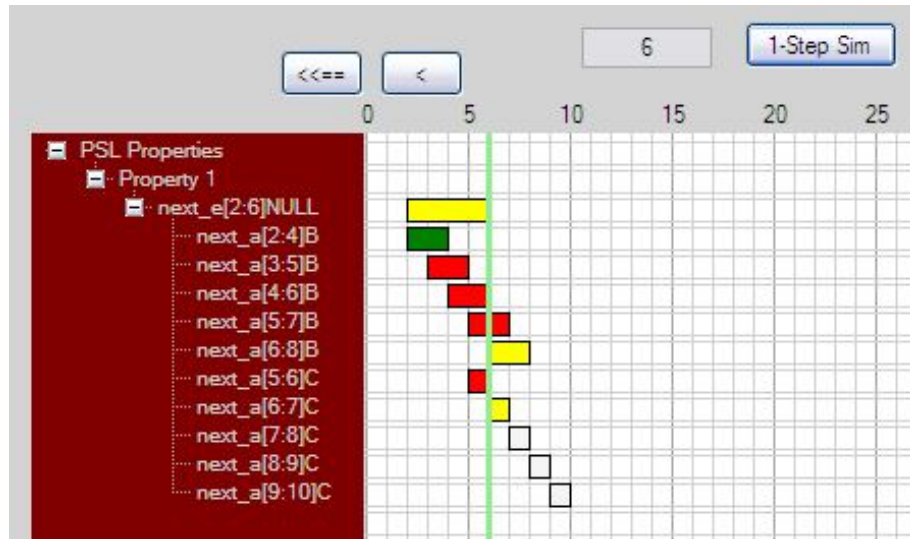 6
1-Step Sim
<<==
<
0 5 10 15 20 25
PSL Properties
Property 1
next_e[2:6]NULL
next_a[2:4]B
next_a[3:5]B
next_a[4:6]B
next_a[5:7]B
next_a[6:8]B
next_a[5:6]C
next_a[6:7]C
next_a[7:8]C
next_a[8:9]C
next_a[9:10]C